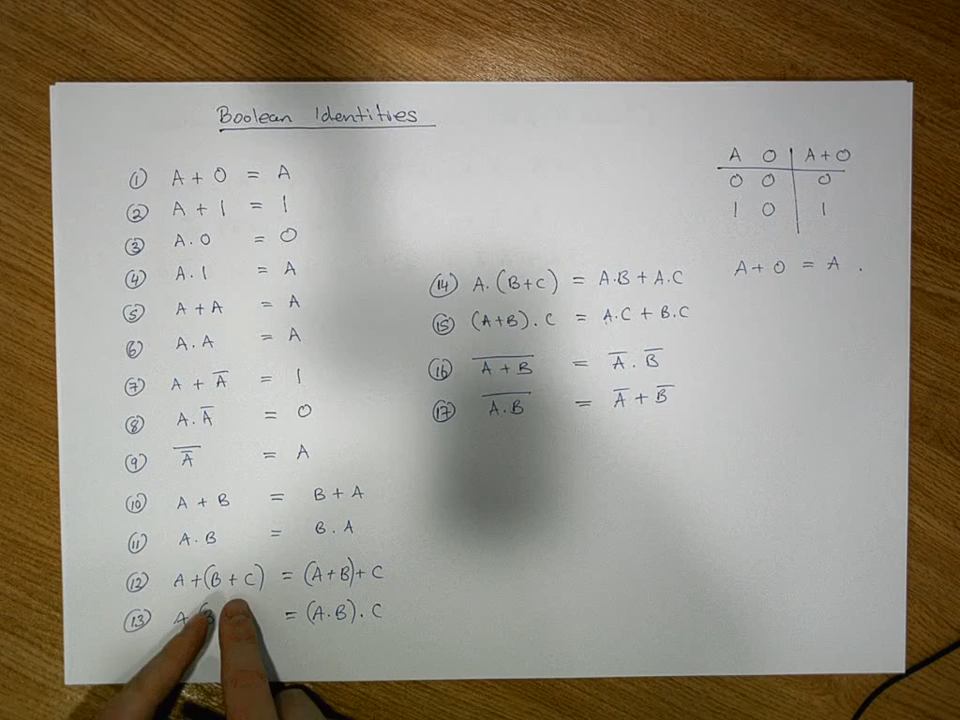 Boolean Identities
① A + 0 = A
② A + 1 = 1
③ A . 0 = 0
④ A . 1 = A
⑤ A + A = A
⑥ A . A = A
⑦ A + A̅ = 1
⑧ A . A̅ = 0
⑨ A̿ = A
⑩ A + B = B + A
⑪ A . B = B . A
⑫ A + (B + C) = (A + B) + C
⑬ A (B = (A . B) . C
⑭ A . (B + C) = A . B + A . C
⑮ (A + B) . C = A . C + B . C
⑯ A̅ ̅+̅ ̅B̅ = A̅ . B̅
⑰ A̅ ̅.̅ ̅B̅ = A̅ + B̅
A 0 | A + 0
0 0 | 0
1 0 | 1
A + 0 = A .